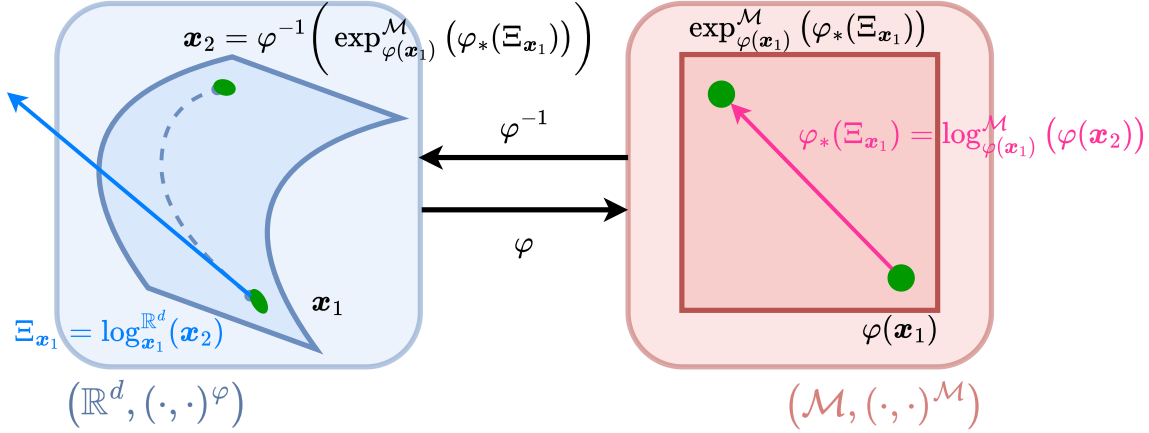 𝒙₂ = φ⁻¹(exp^ℳ_{φ(𝒙₁)}(φ_*(Ξ_{𝒙₁})))
exp^ℳ_{φ(𝒙₁)}(φ_*(Ξ_{𝒙₁}))
φ⁻¹
φ_*(Ξ_{𝒙₁}) = log^ℳ_{φ(𝒙₁)}(φ(𝒙₂))
φ
𝒙₁
Ξ_{𝒙₁} = log^{ℝ^d}_{𝒙₁}(𝒙₂)
φ(𝒙₁)
(ℝ^d, (·,·)^φ)
(ℳ, (·,·)^ℳ)